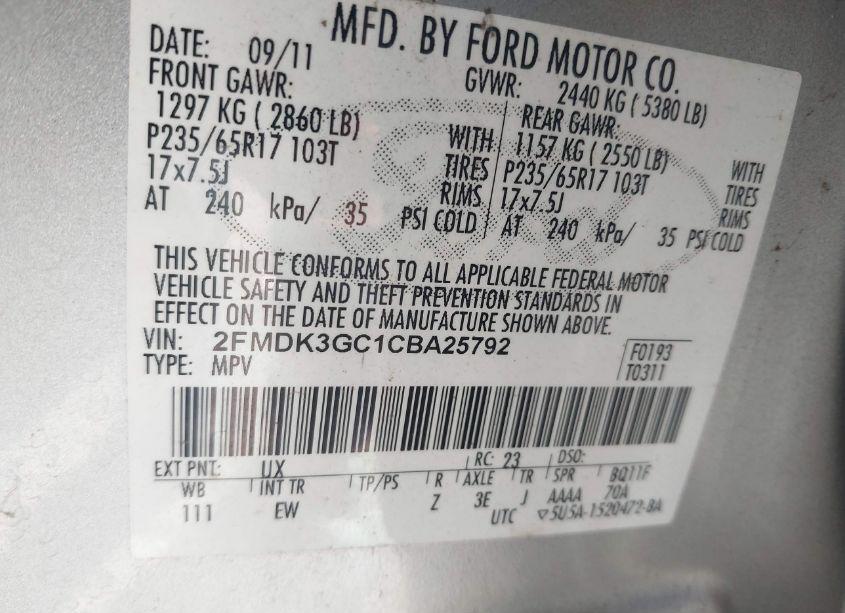 MFD. BY FORD MOTOR CO.
DATE: 09/11
GVWR: 2440 KG ( 5380 LB)
FRONT GAWR:
1297 KG ( 2860 LB)
P235/65R17 103T
17x7.5J
AT 240 kPa/ 35
WITH
TIRES
RIMS
PSI COLD
REAR GAWR:
1157 KG ( 2550 LB)
P235/65R17 103T
17x7.5J
AT 240 kPa/ 35 PSI COLD
WITH
TIRES
RIMS
THIS VEHICLE CONFORMS TO ALL APPLICABLE FEDERAL MOTOR
VEHICLE SAFETY AND THEFT PREVENTION STANDARDS IN
EFFECT ON THE DATE OF MANUFACTURE SHOWN ABOVE.
VIN: 2FMDK3GC1CBA25792
TYPE: MPV
F0193
T0311
EXT PNT: UX RC: 23 DSO:
WB INT TR TP/PS R AXLE TR SPR BQ11F
111 EW Z 3E J AAAA 70A
UTC ▽5U5A-1520472-BA